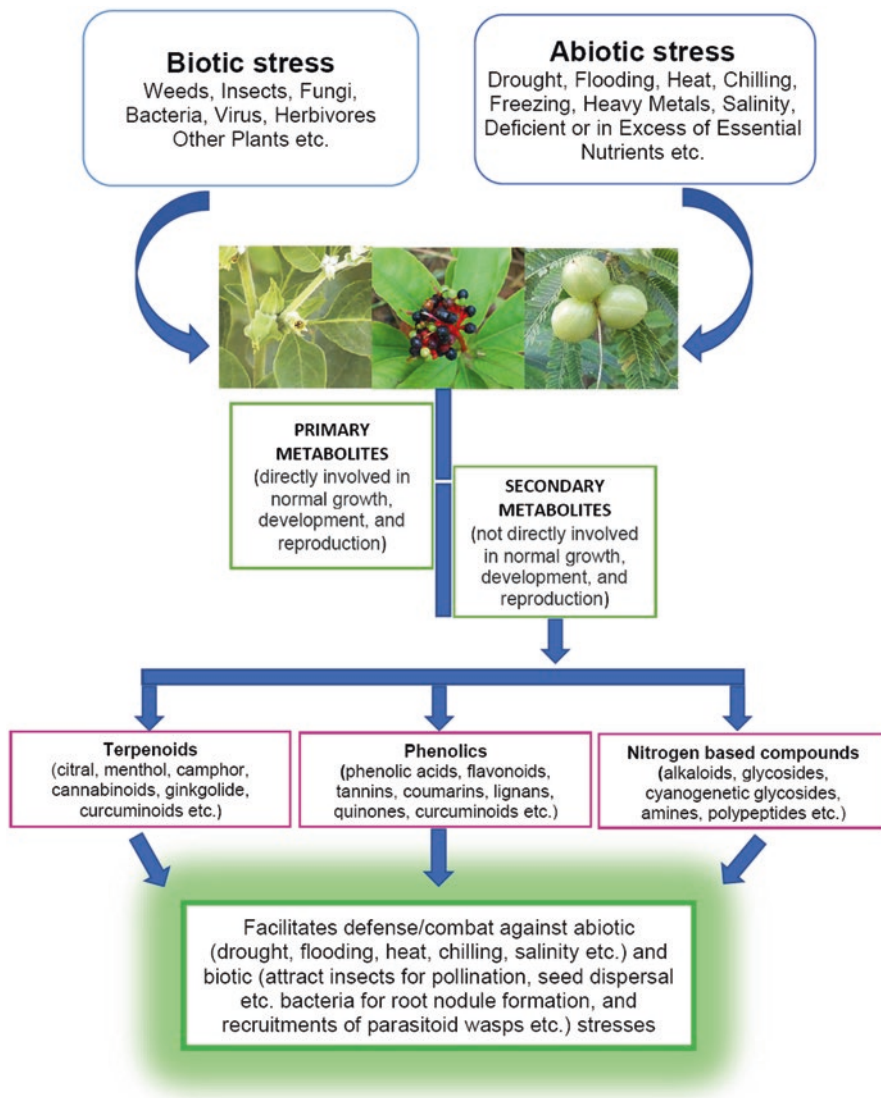 Biotic stress
Weeds, Insects, Fungi,
Bacteria, Virus, Herbivores
Other Plants etc.
Abiotic stress
Drought, Flooding, Heat, Chilling,
Freezing, Heavy Metals, Salinity,
Deficient or in Excess of Essential
Nutrients etc.
PRIMARY
METABOLITES
(directly involved in
normal growth,
development, and
reproduction)
SECONDARY
METABOLITES
(not directly involved
in normal growth,
development, and
reproduction)
Terpenoids
(citral, menthol, camphor,
cannabinoids, ginkgolide,
curcuminoids etc.)
Phenolics
(phenolic acids, flavonoids,
tannins, coumarins, lignans,
quinones, curcuminoids etc.)
Nitrogen based compounds
(alkaloids, glycosides,
cyanogenetic glycosides,
amines, polypeptides etc.)
Facilitates defense/combat against abiotic
(drought, flooding, heat, chilling, salinity etc.) and
biotic (attract insects for pollination, seed dispersal
etc. bacteria for root nodule formation, and
recruitments of parasitoid wasps etc.) stresses